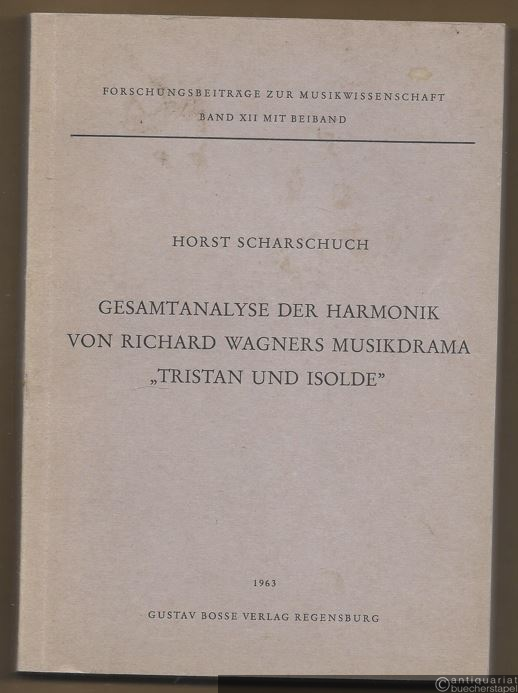 FORSCHUNGSBEITRÄGE ZUR MUSIKWISSENSCHAFT
BAND XII MIT BEIBAND
HORST SCHARSCHUCH
GESAMTANALYSE DER HARMONIK
VON RICHARD WAGNERS MUSIKDRAMA
„TRISTAN UND ISOLDE”
1963
GUSTAV BOSSE VERLAG REGENSBURG
©antiquariat
buecherstapel